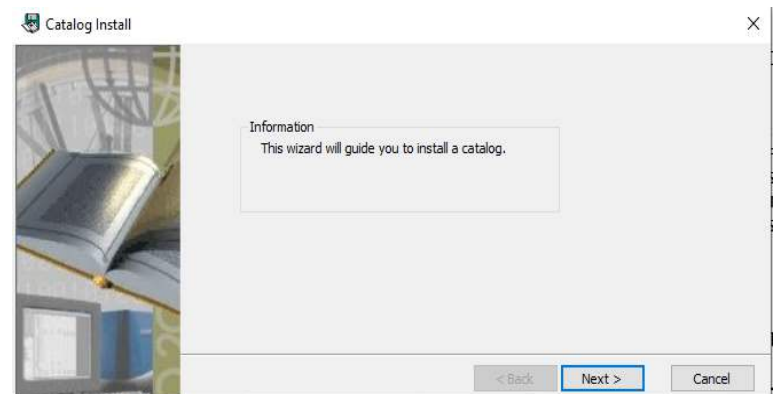 Catalog Install
Information
This wizard will guide you to install a catalog.
< Back Next > Cancel